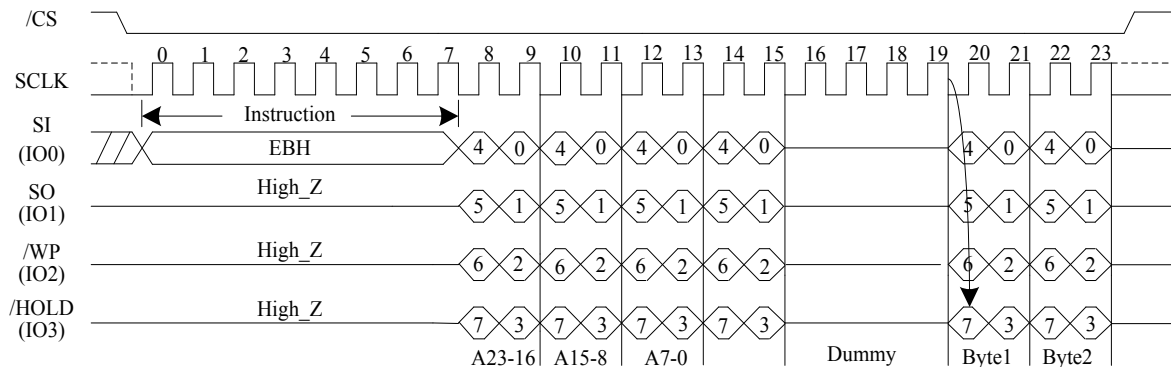 /CS
0 1 2 3 4 5 6 7 8 9 10 11 12 13 14 15 16 17 18 19 20 21 22 23
SCLK
Instruction
SI
(IO0)
EBH
4 0 4 0 4 0 4 0 4 0 4 0
SO
(IO1)
High_Z
5 1 5 1 5 1 5 1 5 1 5 1
/WP
(IO2)
High_Z
6 2 6 2 6 2 6 2 6 2 6 2
/HOLD
(IO3)
High_Z
7 3 7 3 7 3 7 3 7 3 7 3
A23-16 A15-8 A7-0 Dummy Byte1 Byte2